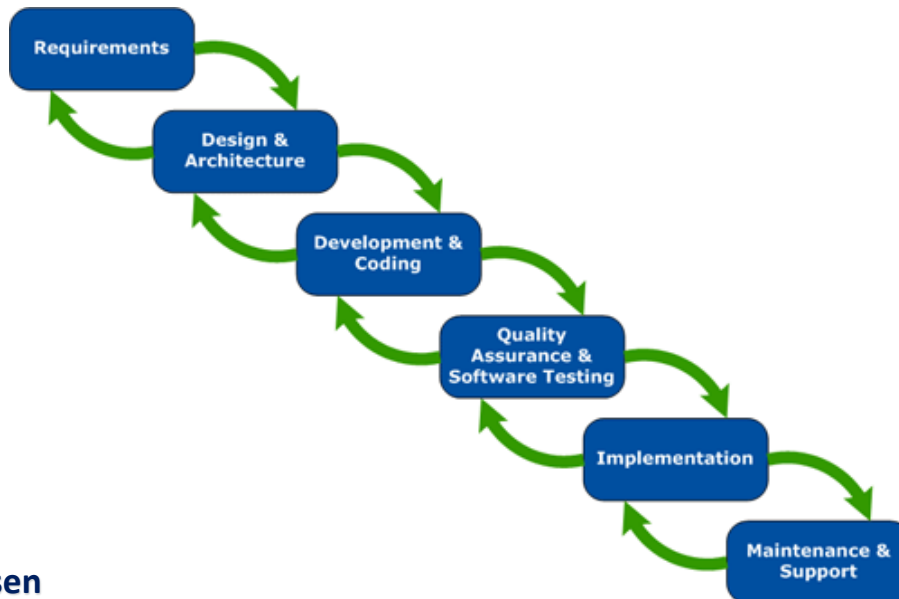 Requirements
Design &
Architecture
Development &
Coding
Quality
Assurance &
Software Testing
Implementation
Maintenance &
Support
sen